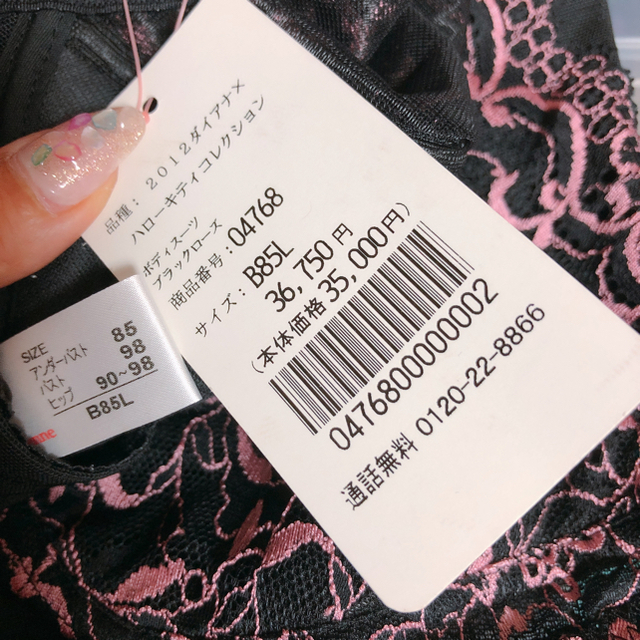 品種：2012ダイアナ×
ハローキティコレクション
ボディスーツ
ブラックローズ
商品番号：04768
サイズ：B85L
36,750円
(本体価格35,000円)
0476800000002
通話無料 0120-22-8866
SIZE
アンダーバスト 85
バスト 98
ヒップ 90~98
B85L